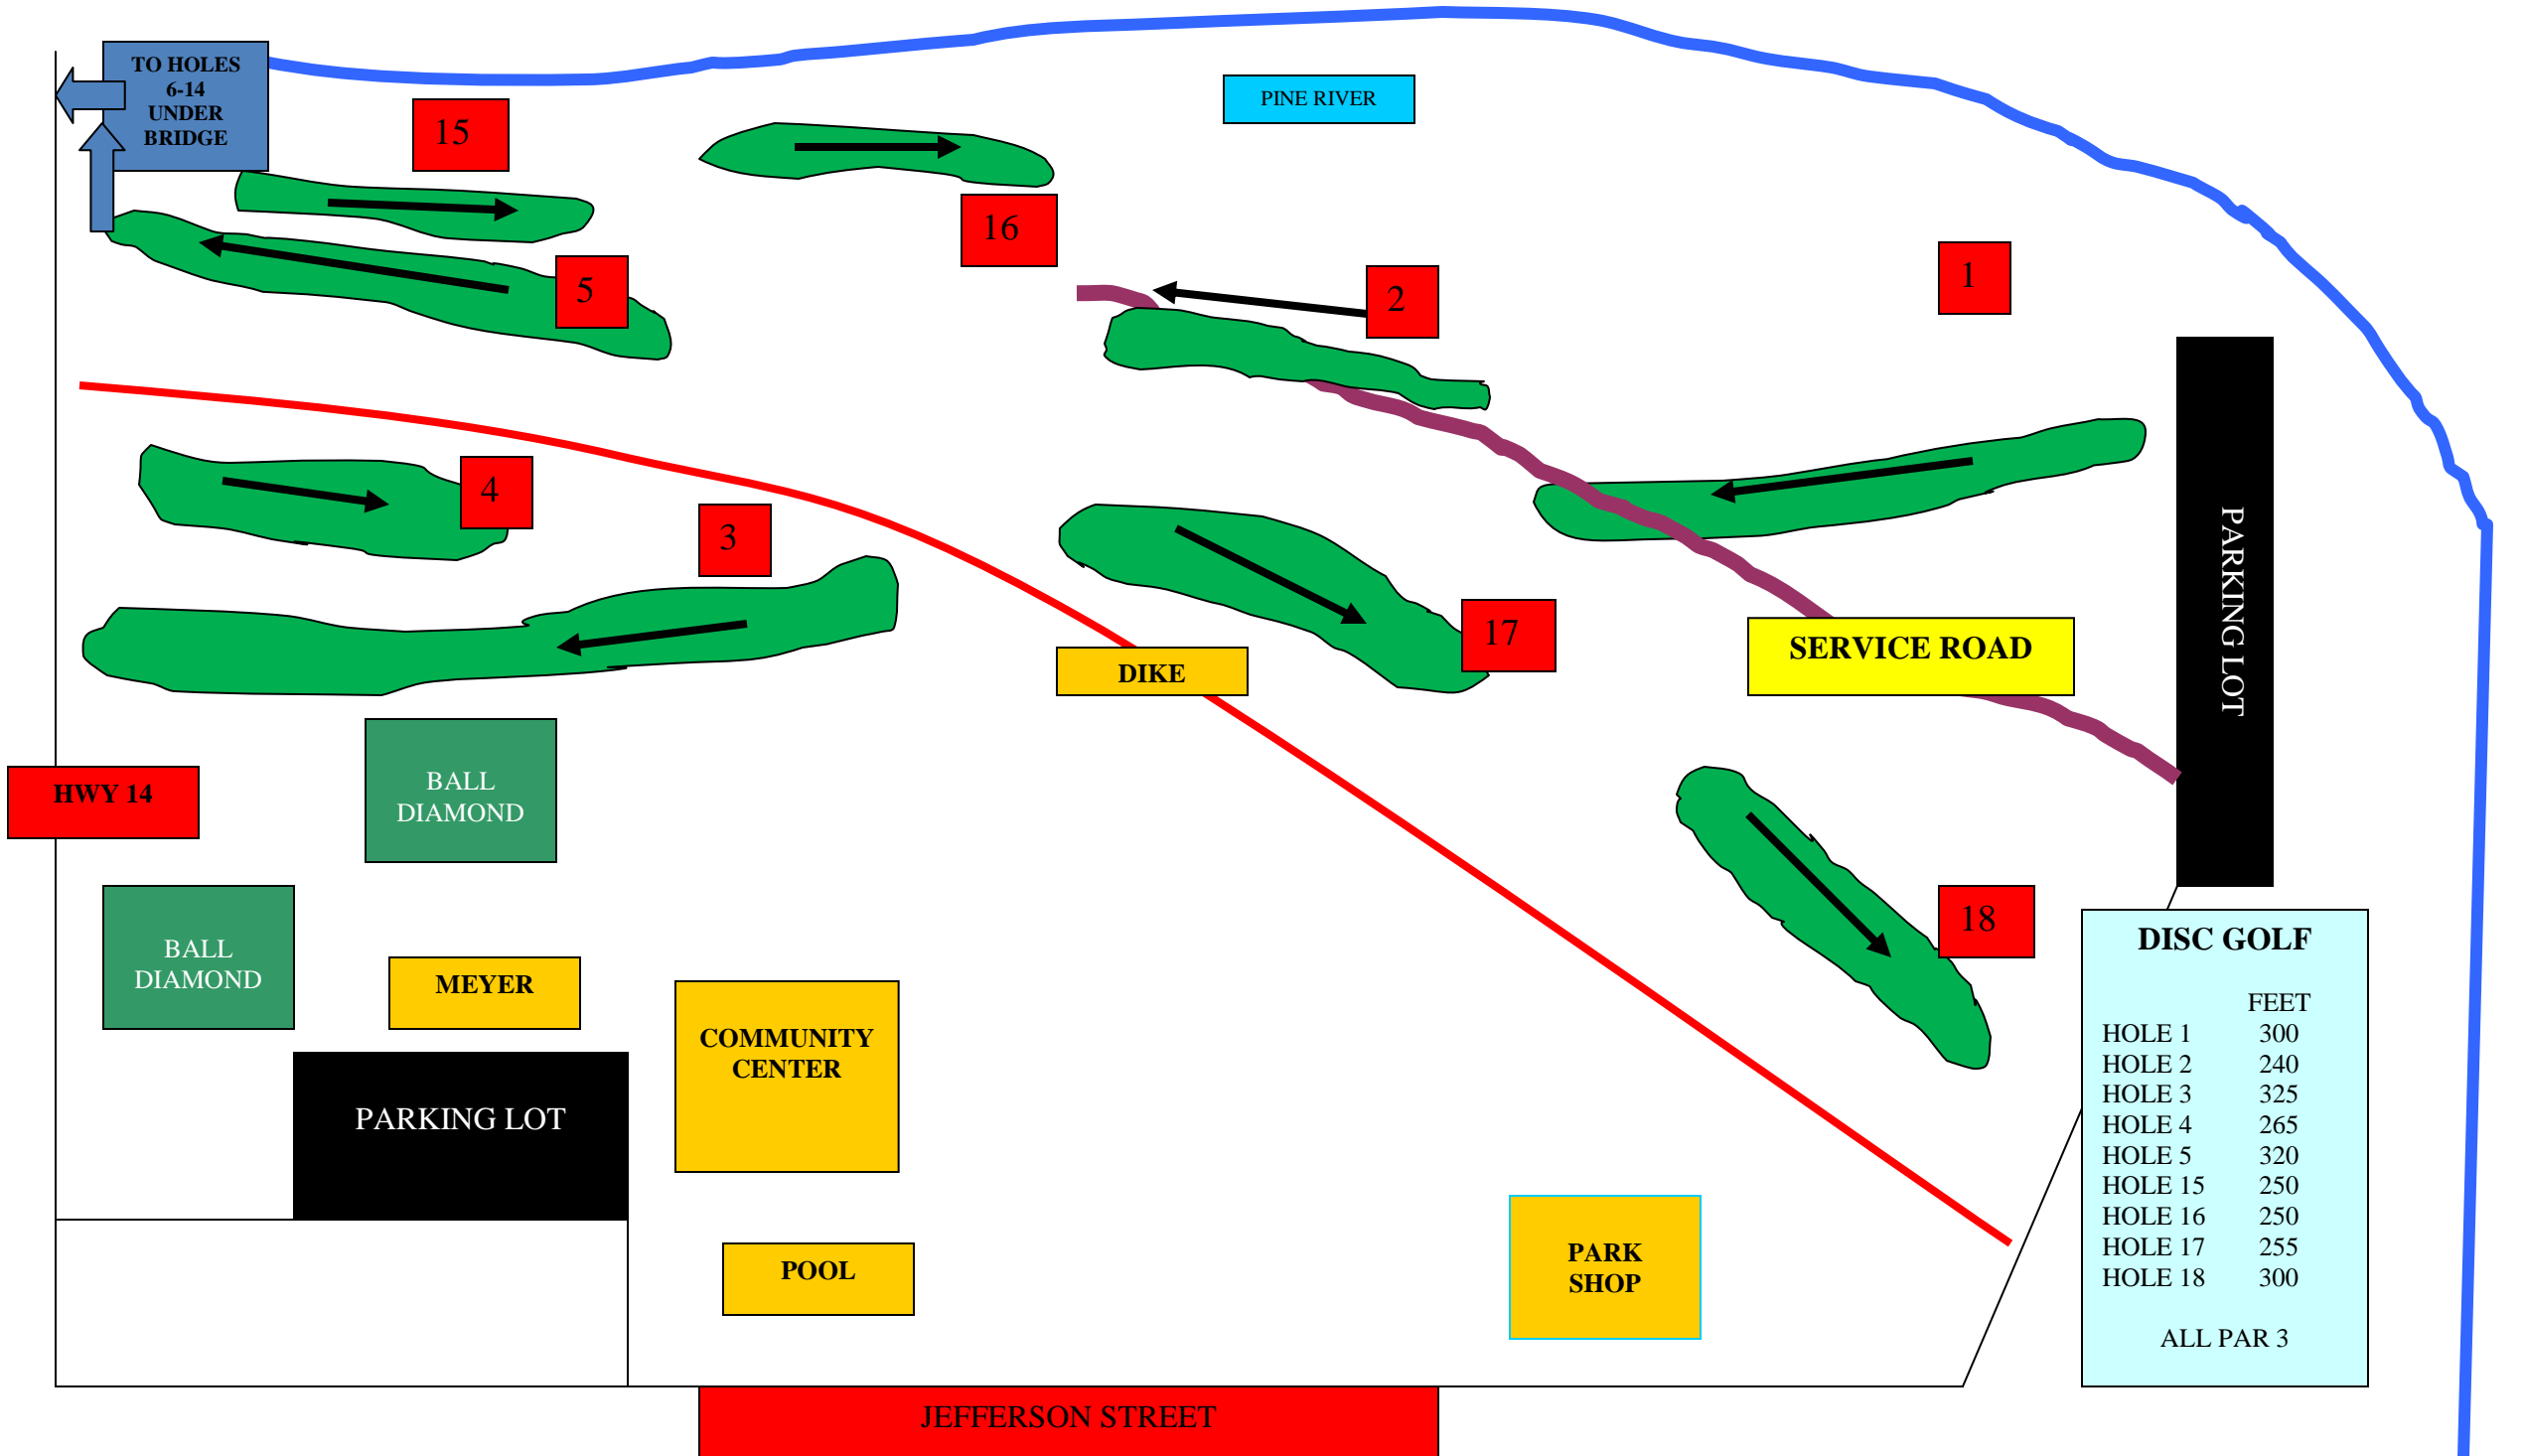 TO HOLES
6-14
UNDER
BRIDGE
15
PINE RIVER
16
5
2
1
4
3
17
DIKE
SERVICE ROAD
PARKING LOT
HWY 14
BALL
DIAMOND
BALL
DIAMOND
MEYER
COMMUNITY
CENTER
PARKING LOT
POOL
18
PARK
SHOP
DISC GOLF
FEET
HOLE 1 300
HOLE 2 240
HOLE 3 325
HOLE 4 265
HOLE 5 320
HOLE 15 250
HOLE 16 250
HOLE 17 255
HOLE 18 300
ALL PAR 3
JEFFERSON STREET